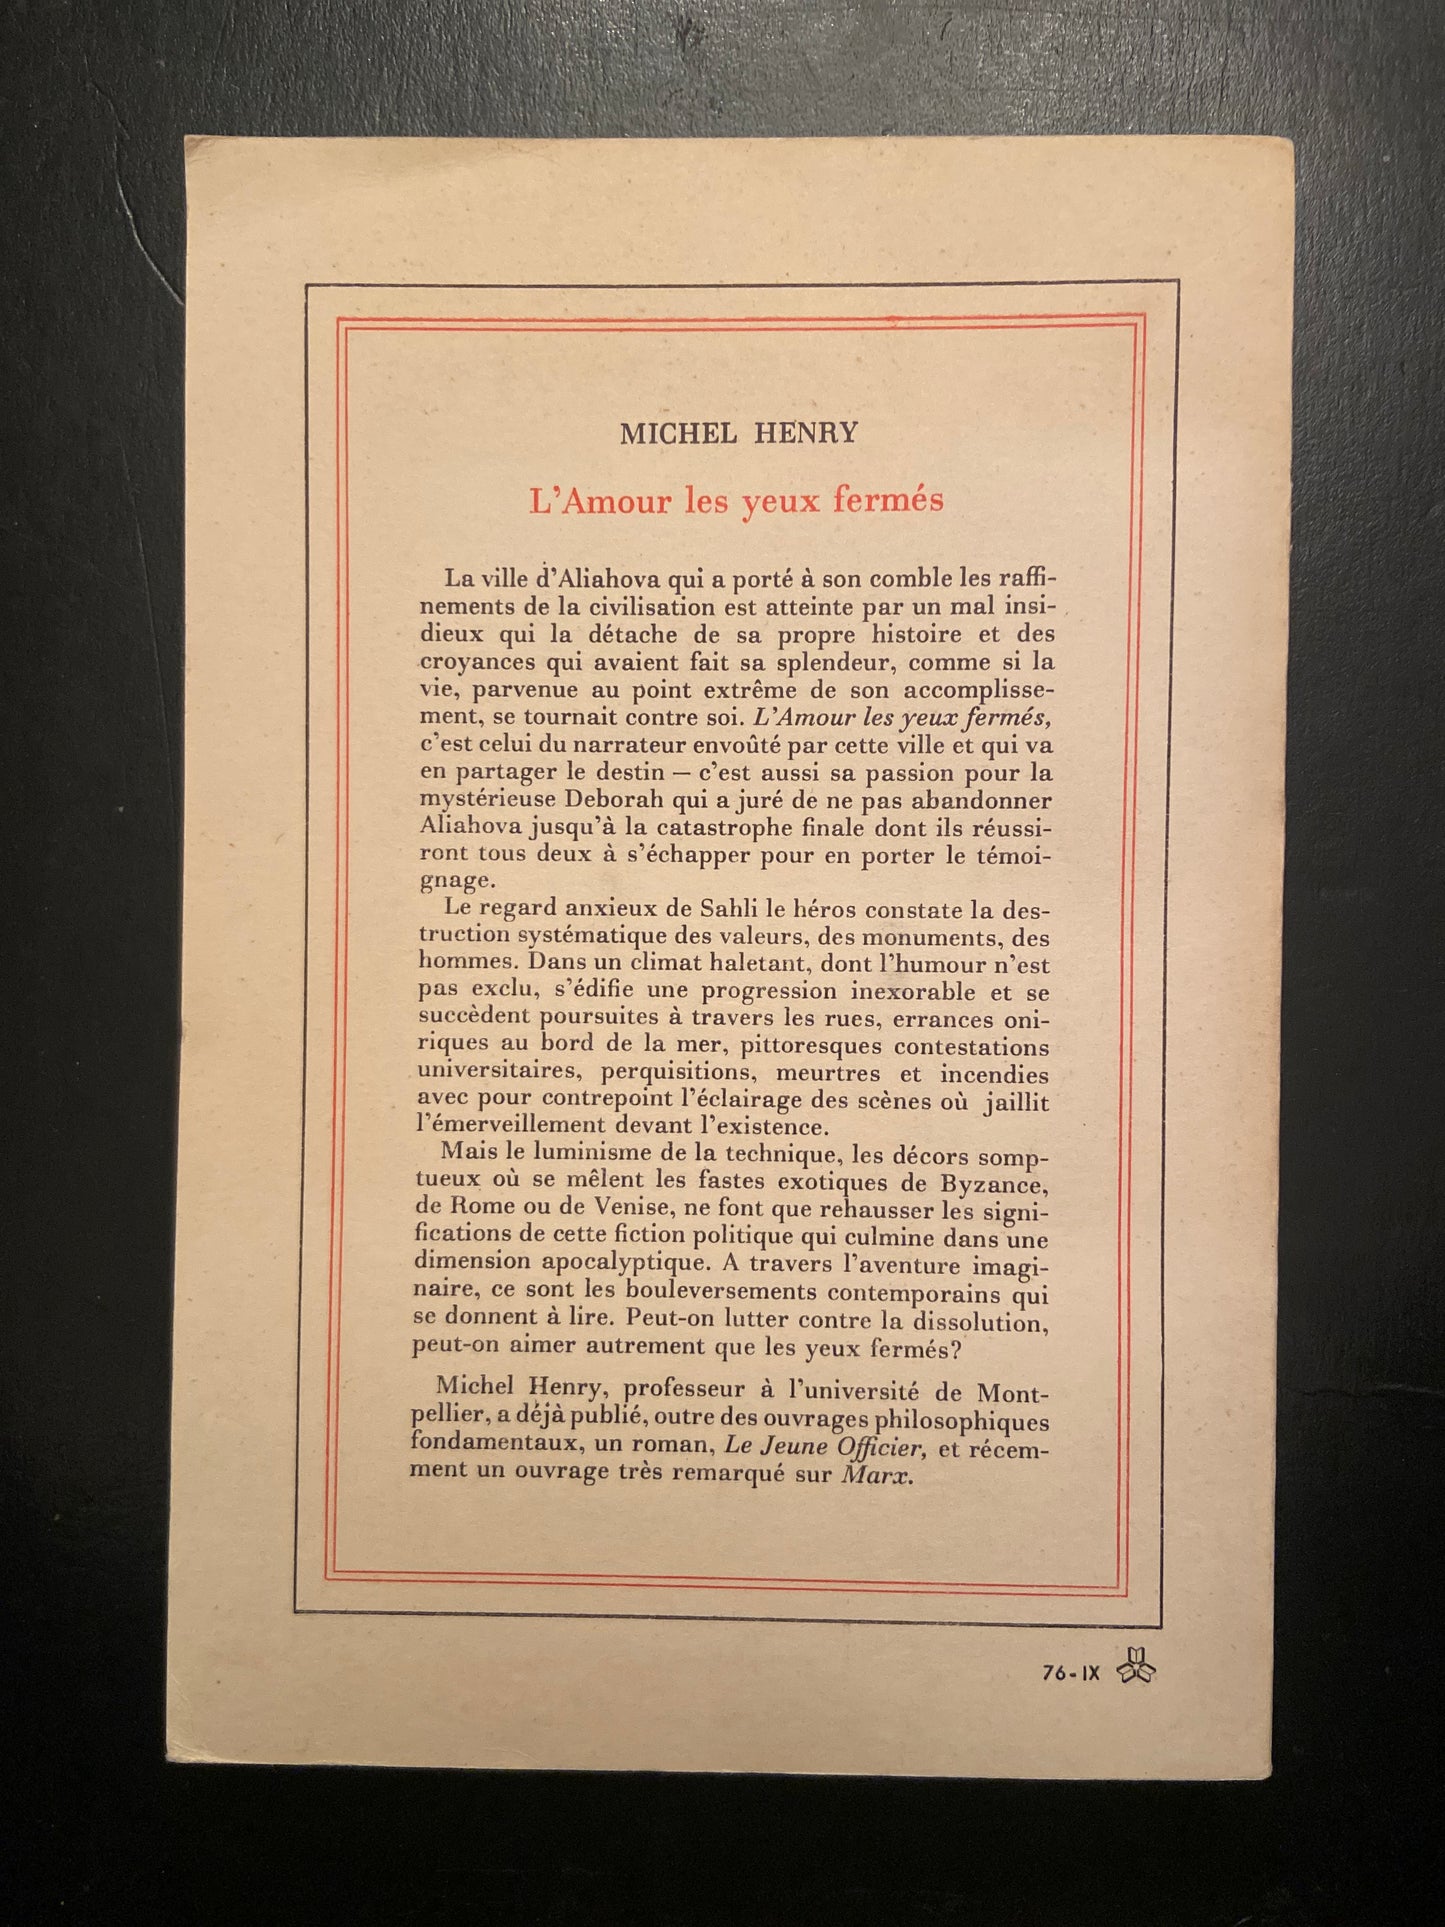 MICHEL HENRY
L'Amour les yeux fermés
La ville d'Aliahova qui a porté à son comble les raffi-
nements de la civilisation est atteinte par un mal insi-
dieux qui la détache de sa propre histoire et des
croyances qui avaient fait sa splendeur, comme si la
vie, parvenue au point extrême de son accomplisse-
ment, se tournait contre soi. L'Amour les yeux fermés,
c'est celui du narrateur envoûté par cette ville et qui va
en partager le destin — c'est aussi sa passion pour la
mystérieuse Deborah qui a juré de ne pas abandonner
Aliahova jusqu'à la catastrophe finale dont ils réussi-
ront tous deux à s'échapper pour en porter le témoi-
gnage.
Le regard anxieux de Sahli le héros constate la des-
truction systématique des valeurs, des monuments, des
hommes. Dans un climat haletant, dont l'humour n'est
pas exclu, s'édifie une progression inexorable et se
succèdent poursuites à travers les rues, errances oni-
riques au bord de la mer, pittoresques contestations
universitaires, perquisitions, meurtres et incendies
avec pour contrepoint l'éclairage des scènes où jaillit
l'émerveillement devant l'existence.
Mais le luminisme de la technique, les décors somp-
tueux où se mêlent les fastes exotiques de Byzance,
de Rome ou de Venise, ne font que rehausser les signi-
fications de cette fiction politique qui culmine dans une
dimension apocalyptique. A travers l'aventure imagi-
naire, ce sont les bouleversements contemporains qui
se donnent à lire. Peut-on lutter contre la dissolution,
peut-on aimer autrement que les yeux fermés?
Michel Henry, professeur à l'université de Mont-
pellier, a déjà publié, outre des ouvrages philosophiques
fondamentaux, un roman, Le Jeune Officier, et récem-
ment un ouvrage très remarqué sur Marx.
76-IX